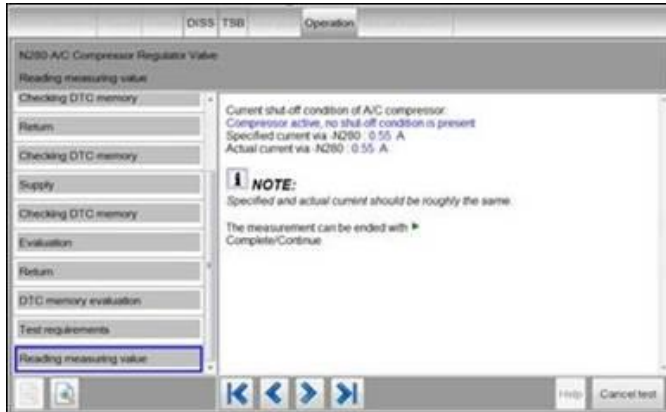 DISS TSB Operation
N280-A/C Compressor Regulator Valve
Reading measuring value
Checking DTC memory
Return
Checking DTC memory
Supply
Checking DTC memory
Evaluation
Return
DTC memory evaluation
Test requirements
Reading measuring value
Current shut-off condition of A/C compressor:
Compressor active, no shut-off condition is present
Specified current via -N280 : 0.55 A
Actual current via -N280 : 0.55 A
i NOTE:
Specified and actual current should be roughly the same.
The measurement can be ended with ▶
Complete/Continue
Help Cancel test